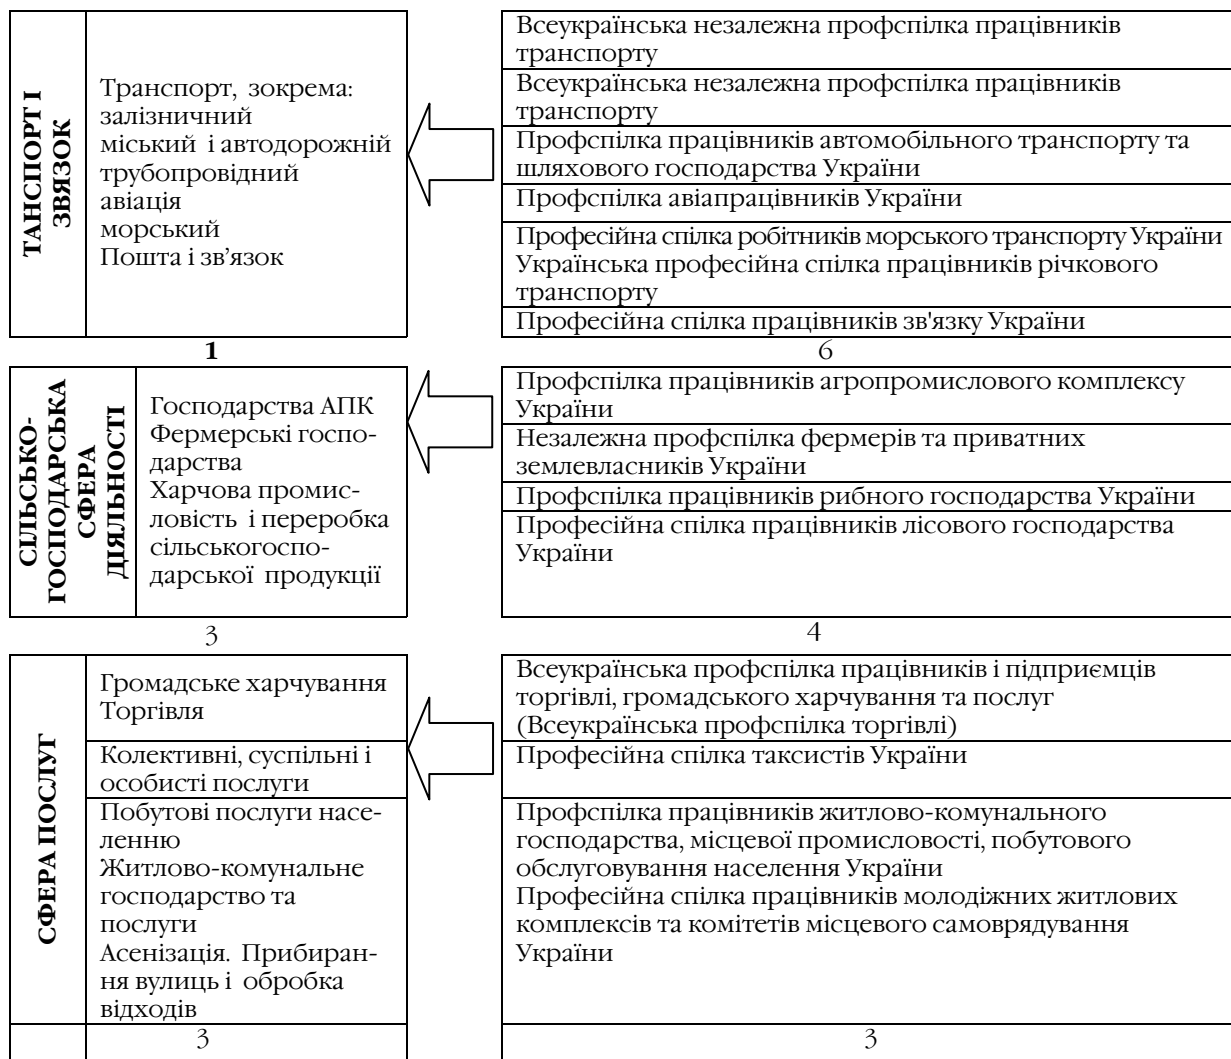 ТАНСПОРТ І
ЗВЯЗОК
Транспорт, зокрема:
залізничний
міський і автодорожній
трубопровідний
авіація
морський
Пошта і зв'язок
Всеукраїнська незалежна профспілка працівників
транспорту
Всеукраїнська незалежна профспілка працівників
транспорту
Профспілка працівників автомобільного транспорту та
шляхового господарства України
Профспілка авіапрацівників України
Професійна спілка робітників морського транспорту України
Українська професійна спілка працівників річкового
транспорту
Професійна спілка працівників зв'язку України
1
6
СІЛЬСЬКО-
ГОСПОДАРСЬКА
СФЕРА
ДІЯЛЬНОСТІ
Господарства АПК
Фермерські госпо-
дарства
Харчова промис-
ловість і переробка
сільськогоспо-
дарської продукції
Профспілка працівників агропромислового комплексу
України
Незалежна профспілка фермерів та приватних
землевласників України
Профспілка працівників рибного господарства України
Професійна спілка працівників лісового господарства
України
3
4
СФЕРА ПОСЛУГ
Громадське харчування
Торгівля
Колективні, суспільні і
особисті послуги
Побутові послуги насе-
ленню
Житлово-комунальне
господарство та
послуги
Асенізація. Прибиран-
ня вулиць і обробка
відходів
Всеукраїнська профспілка працівників і підприємців
торгівлі, громадського харчування та послуг
(Всеукраїнська профспілка торгівлі)
Професійна спілка таксистів України
Профспілка працівників житлово-комунального
господарства, місцевої промисловості, побутового
обслуговування населення України
Професійна спілка працівників молодіжних житлових
комплексів та комітетів місцевого самоврядування
України
3
3